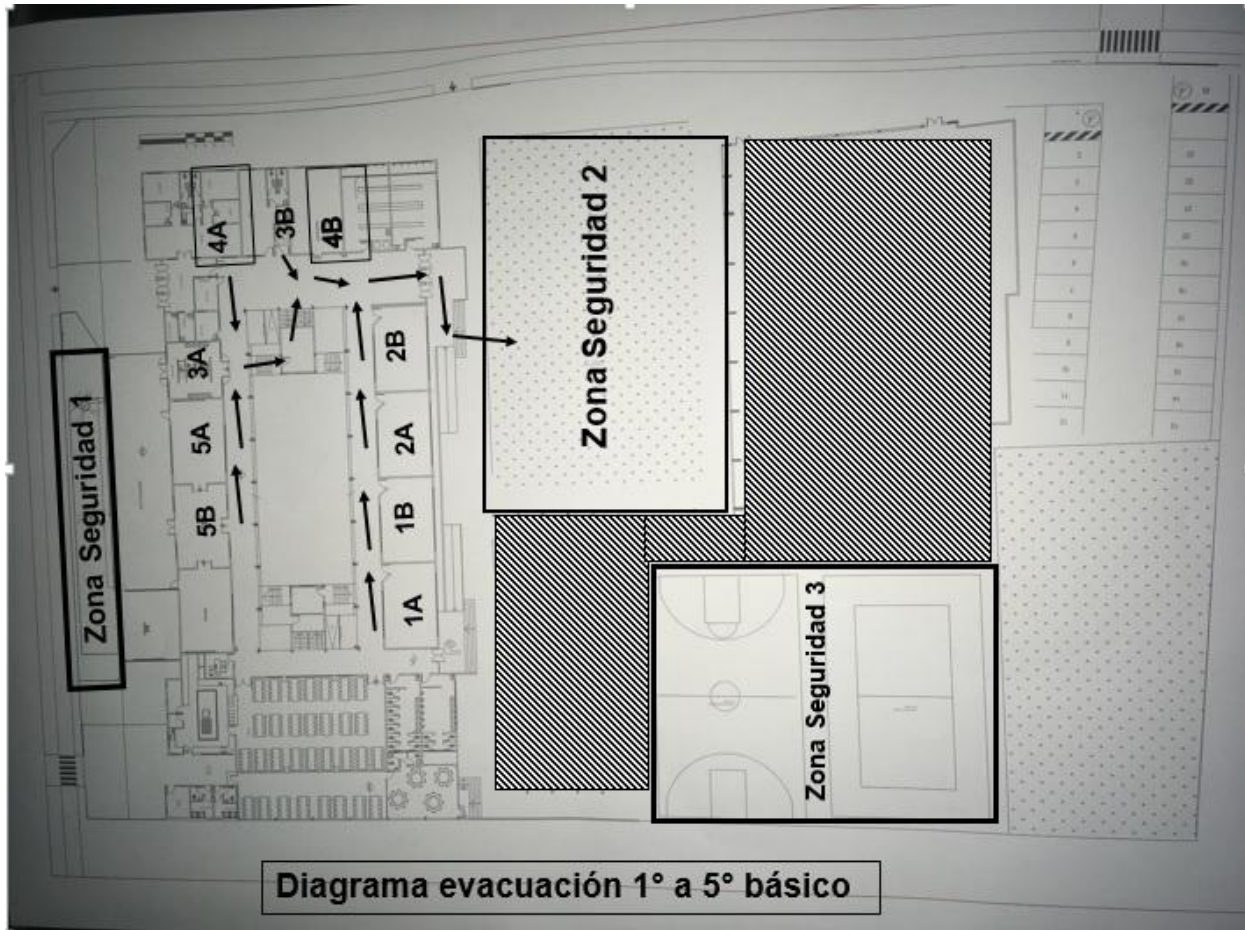 Zona Seguridad 1
Zona Seguridad 2
Zona Seguridad 3
4A
3B
4B
3A
5A
5B
2B
2A
1B
1A
Diagrama evacuación 1° a 5° básico